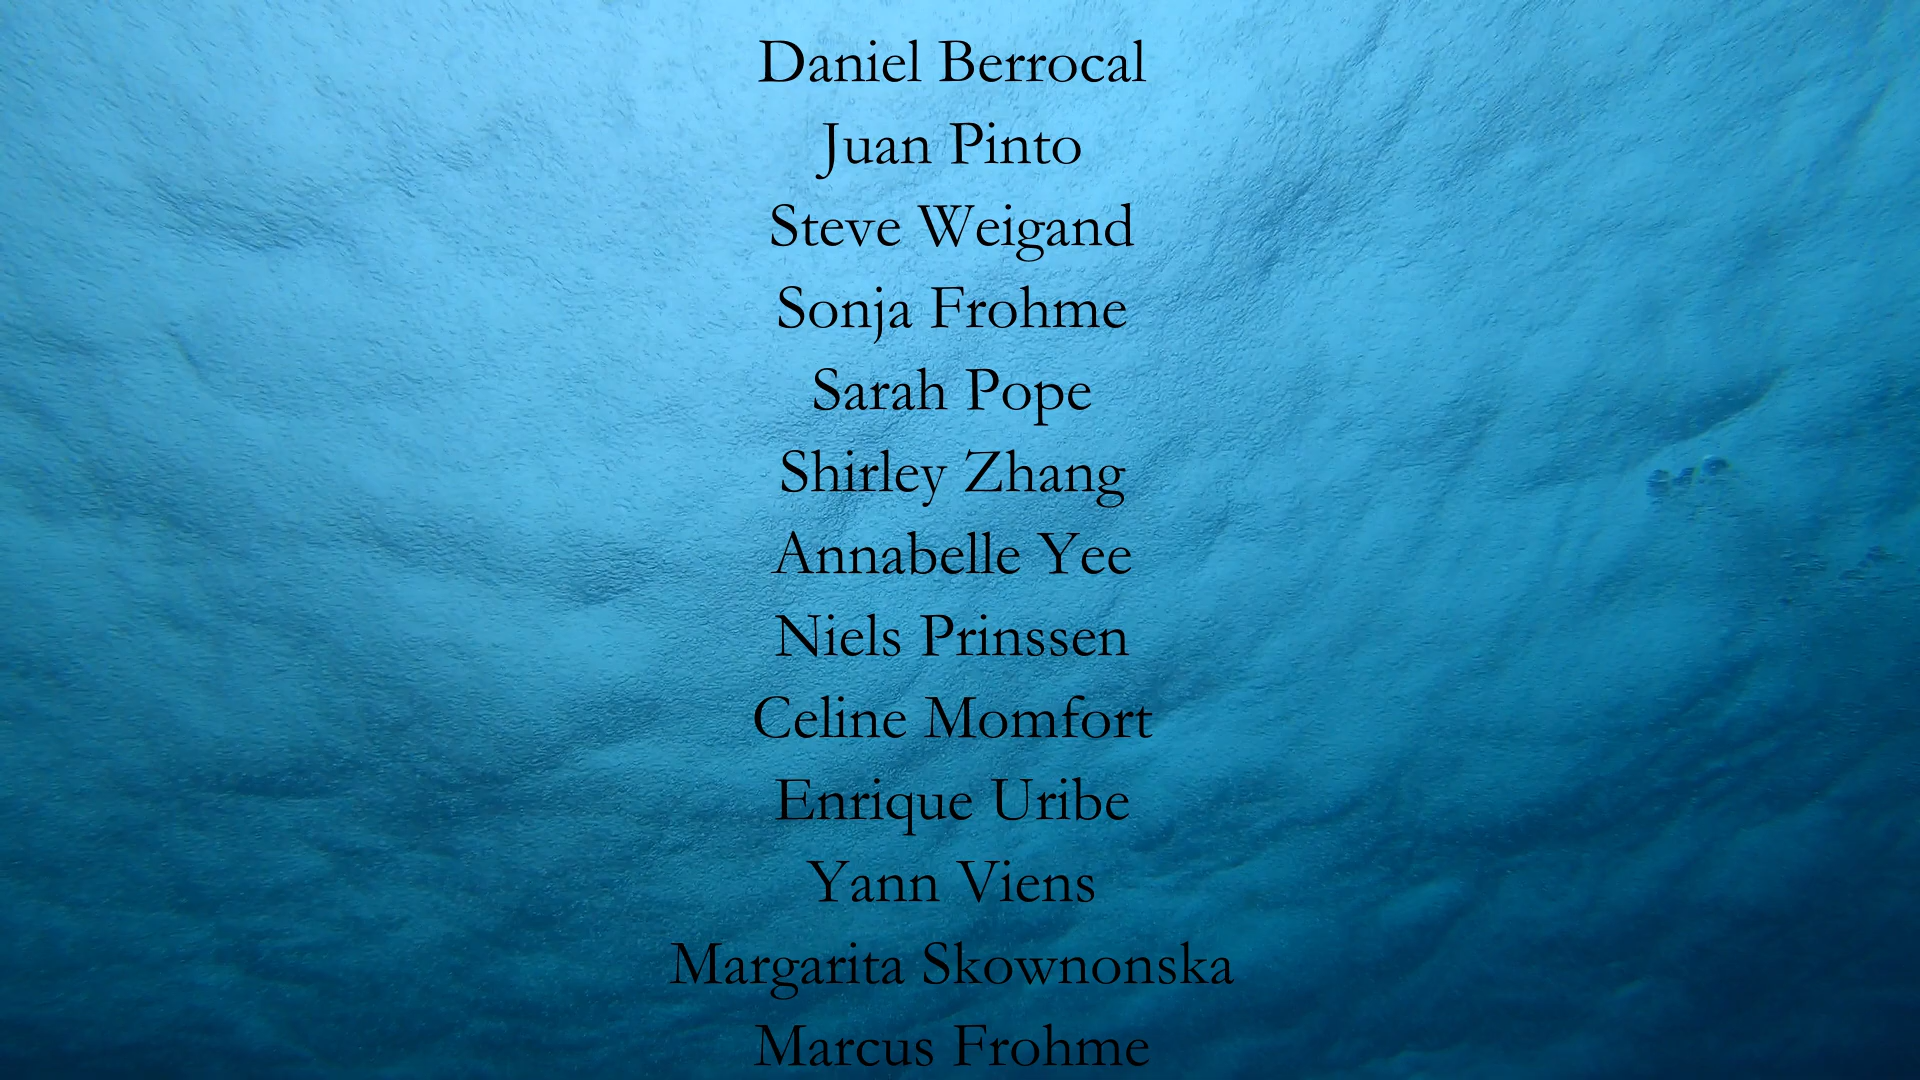 Daniel Berrocal
Juan Pinto
Steve Weigand
Sonja Frohme
Sarah Pope
Shirley Zhang
Annabelle Yee
Niels Prinssen
Celine Momfort
Enrique Uribe
Yann Viens
Margarita Skownonska
Marcus Frohme